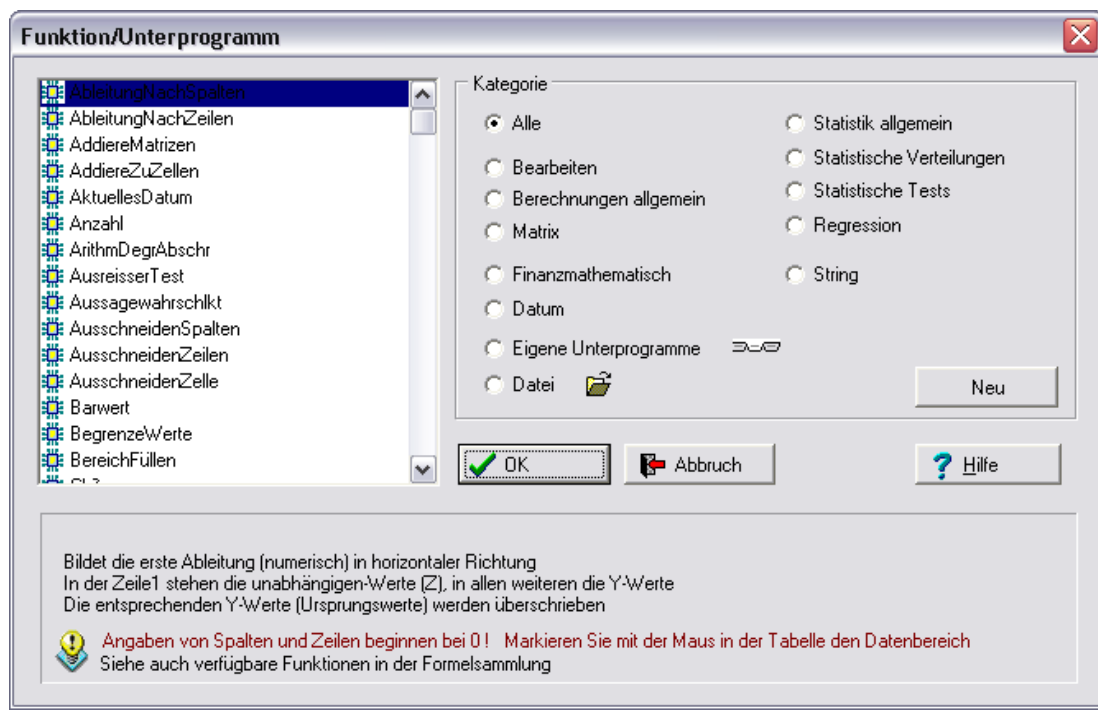 Funktion/Unterprogramm
AbleitungNachSpalten
AbleitungNachZeilen
AddiereMatrizen
AddiereZuZellen
AktuellesDatum
Anzahl
ArithmDegrAbschr
AusreisserTest
Aussagewahrschlkt
AusschneidenSpalten
AusschneidenZeilen
AusschneidenZelle
Barwert
BegrenzeWerte
BereichFüllen
Kategorie
Alle
Bearbeiten
Berechnungen allgemein
Matrix
Finanzmathematisch
Datum
Eigene Unterprogramme
Datei
Statistik allgemein
Statistische Verteilungen
Statistische Tests
Regression
String
Neu
OK
Abbruch
Hilfe
Bildet die erste Ableitung (numerisch) in horizontaler Richtung
In der Zeile1 stehen die unabhängigen-Werte (Z), in allen weiteren die Y-Werte
Die entsprechenden Y-Werte (Ursprungswerte) werden überschrieben
Angaben von Spalten und Zeilen beginnen bei 0 ! Markieren Sie mit der Maus in der Tabelle den Datenbereich
Siehe auch verfügbare Funktionen in der Formelsammlung